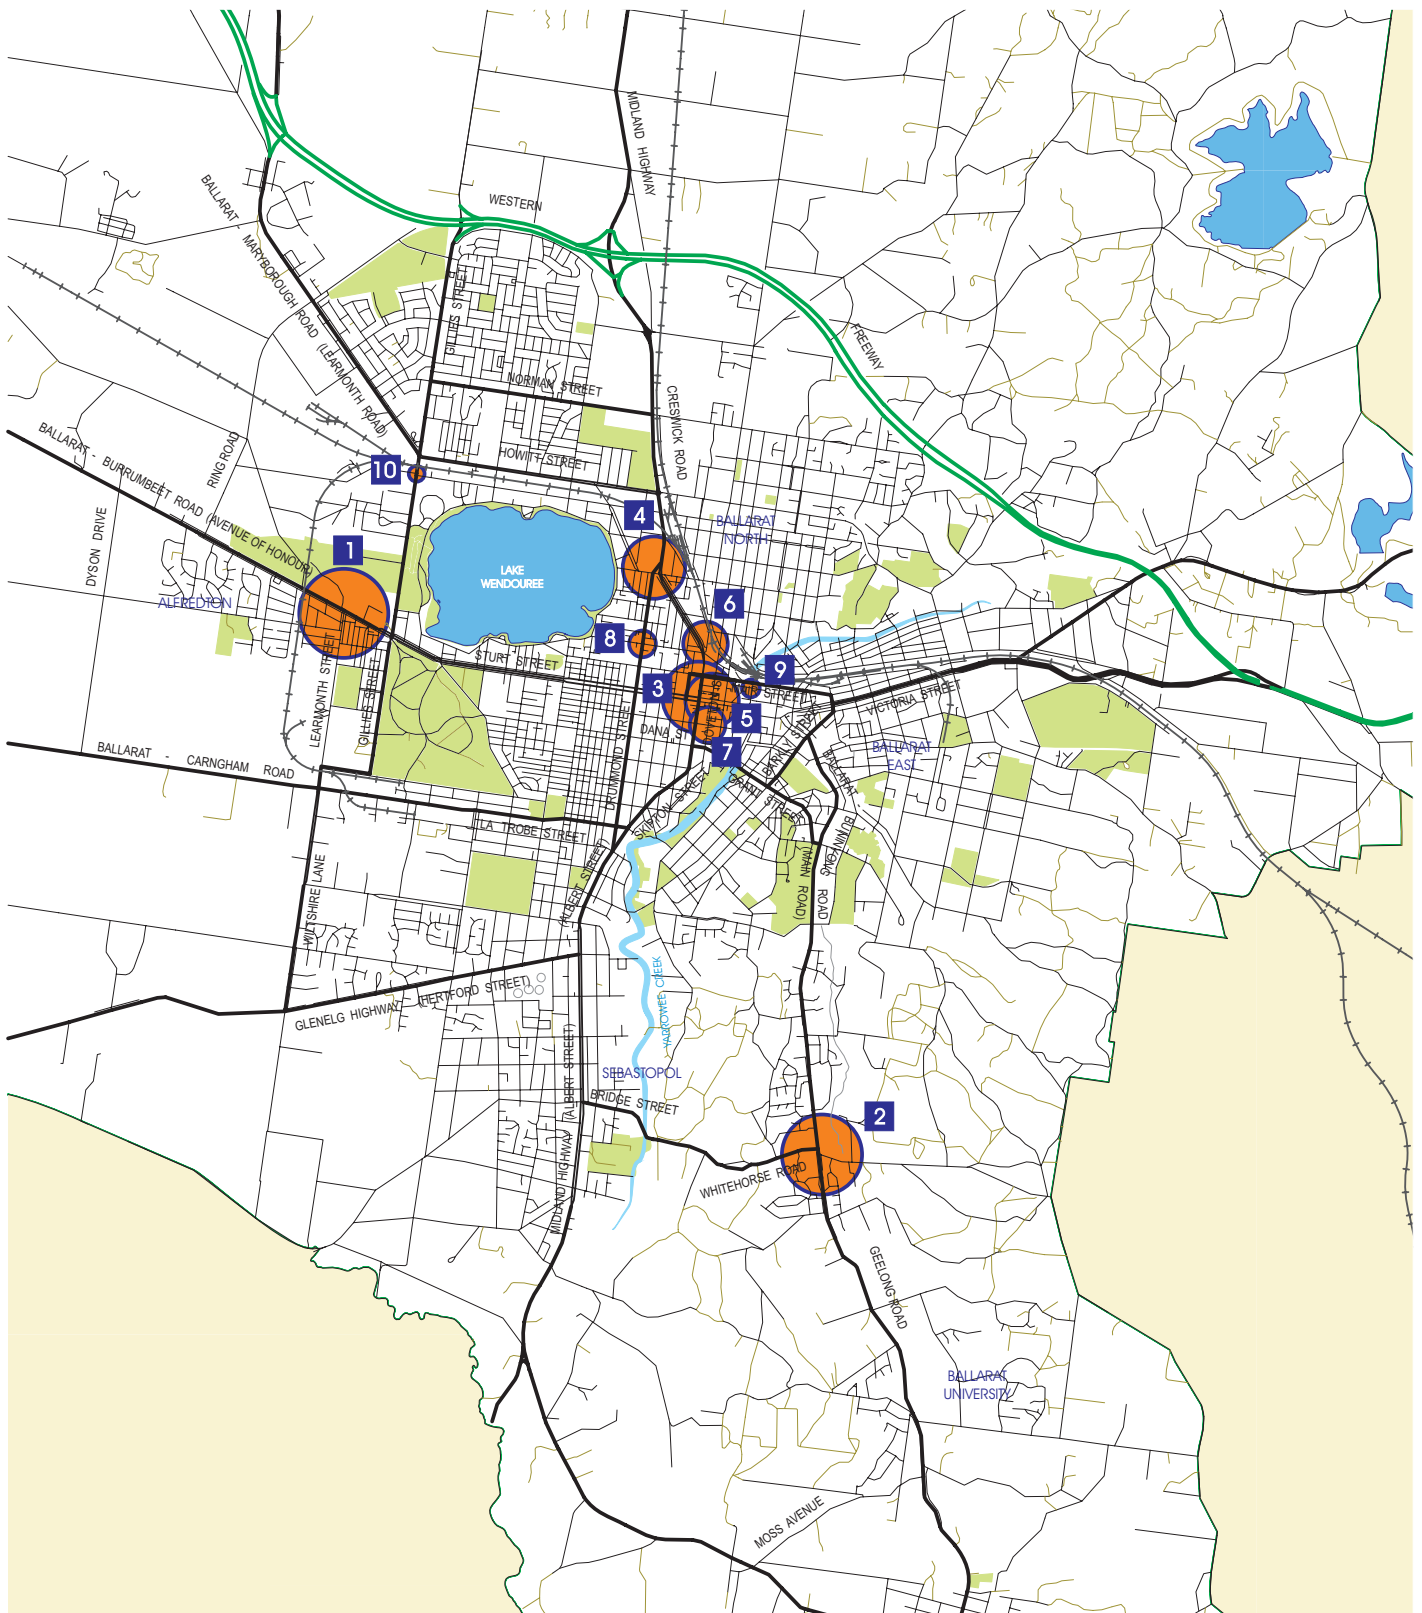 MIDLAND HIGHWAY
WESTERN
BALLARAT - MARYBOROUGH ROAD (LEARMONTH ROAD)
GILLIES STREET
FREEWAY
NORMAN STREET
CRESWICK ROAD
BALLARAT - BURRUMBEET ROAD (AVENUE OF HONOUR)
RING ROAD
HOWITT STREET
10
DYSON DRIVE
4
BALLARAT
NORTH
1
LAKE
WENDOUREE
ALFREDTON
6
8
STURT STREET
9
3
VICTORIA STREET
LEARMONTH STREET
GILLIES STREET
5
DANA ST
BARKLY STREET
7
BALLARAT
EAST
BALLARAT - CARNGHAM ROAD
DRUMMOND STREET
SKIPTON STREET
GRANT STREET
BALLARAT - BUNINYONG ROAD
(MAIN ROAD)
LA TROBE STREET
(ALBERT STREET)
WILTSHIRE LANE
GLENELG HIGHWAY (HERTFORD STREET)
YARROWEE CREEK
SEBASTOPOL
BRIDGE STREET
MIDLAND HIGHWAY (ALBERT STREET)
2
WHITEHORSE ROAD
GEELONG ROAD
BALLARAT
UNIVERSITY
MOSS AVENUE